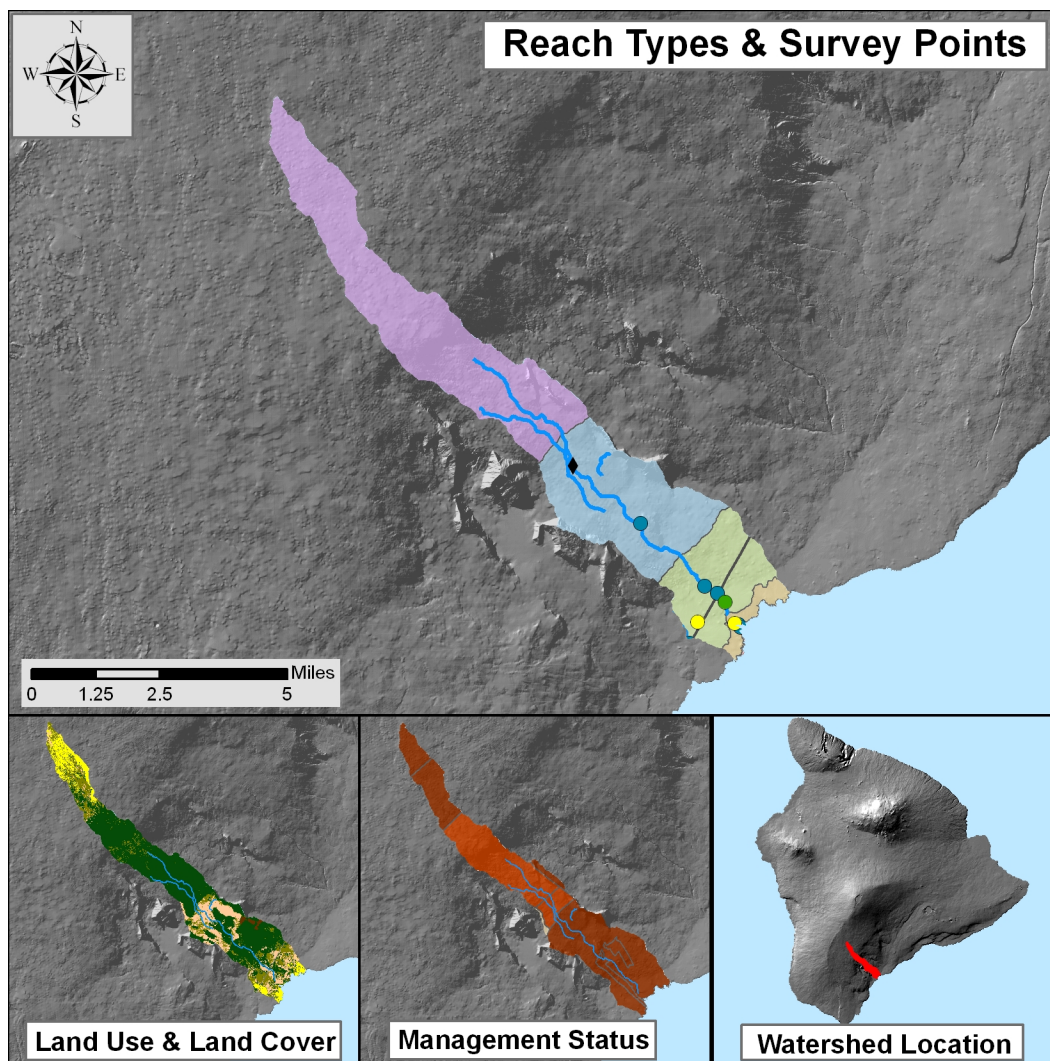 Reach Types & Survey Points
N
W E
S
Miles
0 1.25 2.5 5
Land Use & Land Cover
Management Status
Watershed Location